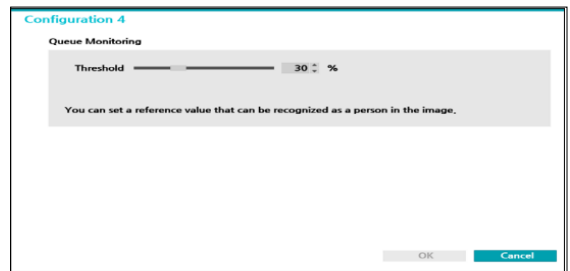 Configuration 4
Queue Monitoring
Threshold 30 %
You can set a reference value that can be recognized as a person in the image.
OK Cancel